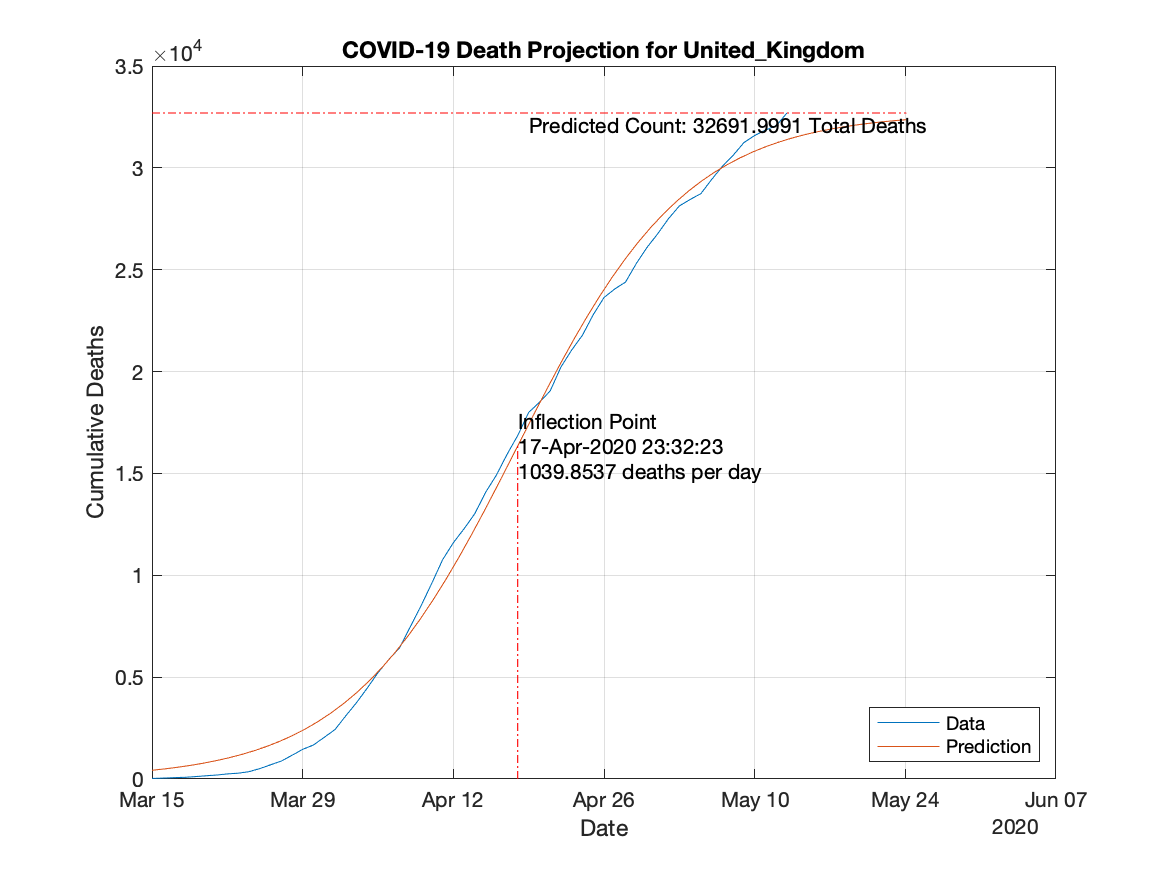 COVID-19 Death Projection for United_Kingdom
×10⁴
3.5
3
2.5
2
1.5
1
0.5
0
Cumulative Deaths
Predicted Count: 32691.9991 Total Deaths
Inflection Point
17-Apr-2020 23:32:23
1039.8537 deaths per day
Data
Prediction
Mar 15
Mar 29
Apr 12
Apr 26
May 10
May 24
Jun 07
Date
2020